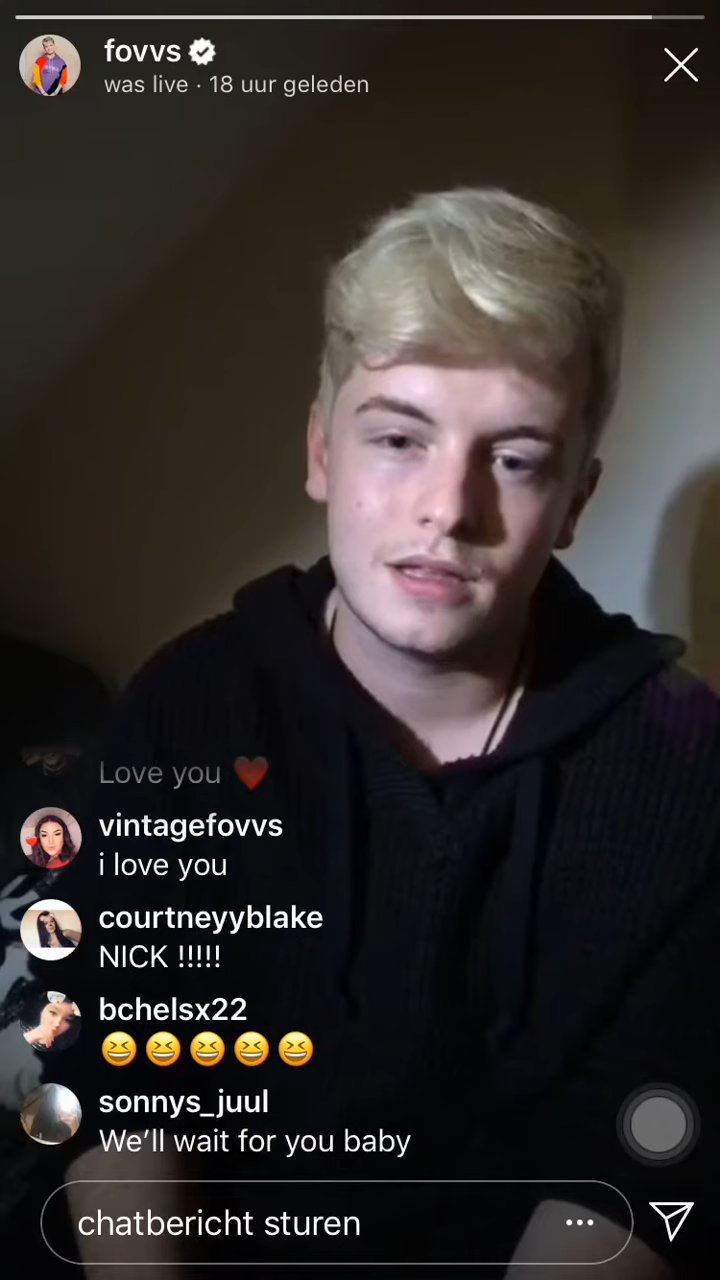 fovvs
was live · 18 uur geleden
Love you ❤️
vintagefovvs
i love you
courtneyyblake
NICK !!!!!
bchelsx22
😆😆😆😆😆
sonnys_juul
We’ll wait for you baby
chatbericht sturen